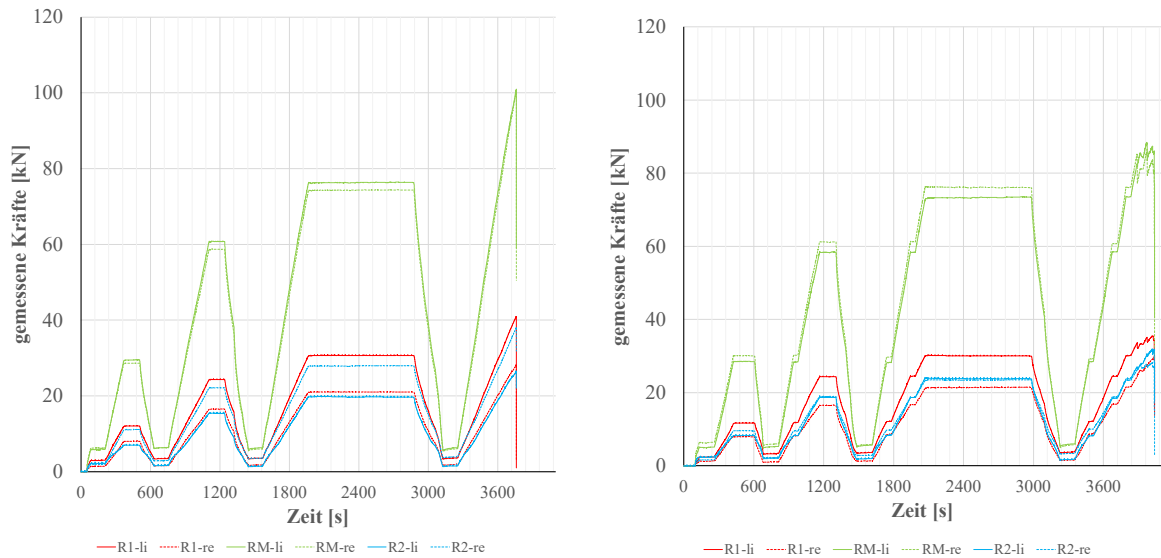 120
100
80
60
40
20
0
gemessene Kräfte [kN]
0 600 1200 1800 2400 3000 3600
Zeit [s]
R1-li R1-re RM-li RM-re R2-li R2-re
120
100
80
60
40
20
0
gemessene Kräfte [kN]
0 600 1200 1800 2400 3000 3600
Zeit [s]
R1-li R1-re RM-li RM-re R2-li R2-re